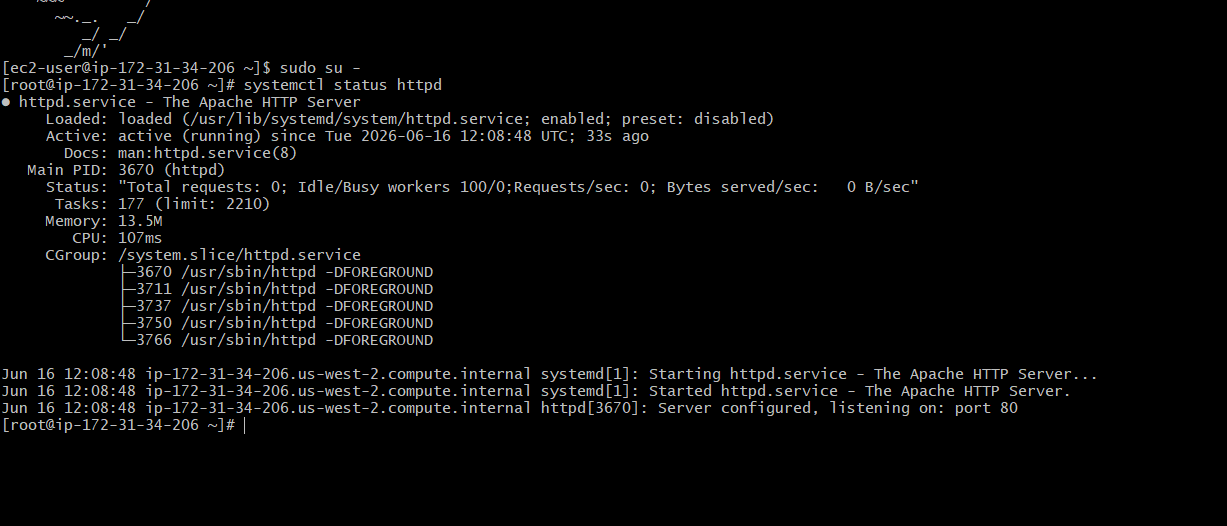 ~~._.   _/
         _/ _/
       _/m/'
[ec2-user@ip-172-31-34-206 ~]$ sudo su -
[root@ip-172-31-34-206 ~]# systemctl status httpd
● httpd.service - The Apache HTTP Server
     Loaded: loaded (/usr/lib/systemd/system/httpd.service; enabled; preset: disabled)
     Active: active (running) since Tue 2026-06-16 12:08:48 UTC; 33s ago
       Docs: man:httpd.service(8)
   Main PID: 3670 (httpd)
     Status: "Total requests: 0; Idle/Busy workers 100/0;Requests/sec: 0; Bytes served/sec:   0 B/sec"
      Tasks: 177 (limit: 2210)
     Memory: 13.5M
        CPU: 107ms
     CGroup: /system.slice/httpd.service
             ├─3670 /usr/sbin/httpd -DFOREGROUND
             ├─3711 /usr/sbin/httpd -DFOREGROUND
             ├─3737 /usr/sbin/httpd -DFOREGROUND
             ├─3750 /usr/sbin/httpd -DFOREGROUND
             └─3766 /usr/sbin/httpd -DFOREGROUND

Jun 16 12:08:48 ip-172-31-34-206.us-west-2.compute.internal systemd[1]: Starting httpd.service - The Apache HTTP Server...
Jun 16 12:08:48 ip-172-31-34-206.us-west-2.compute.internal systemd[1]: Started httpd.service - The Apache HTTP Server.
Jun 16 12:08:48 ip-172-31-34-206.us-west-2.compute.internal httpd[3670]: Server configured, listening on: port 80
[root@ip-172-31-34-206 ~]#